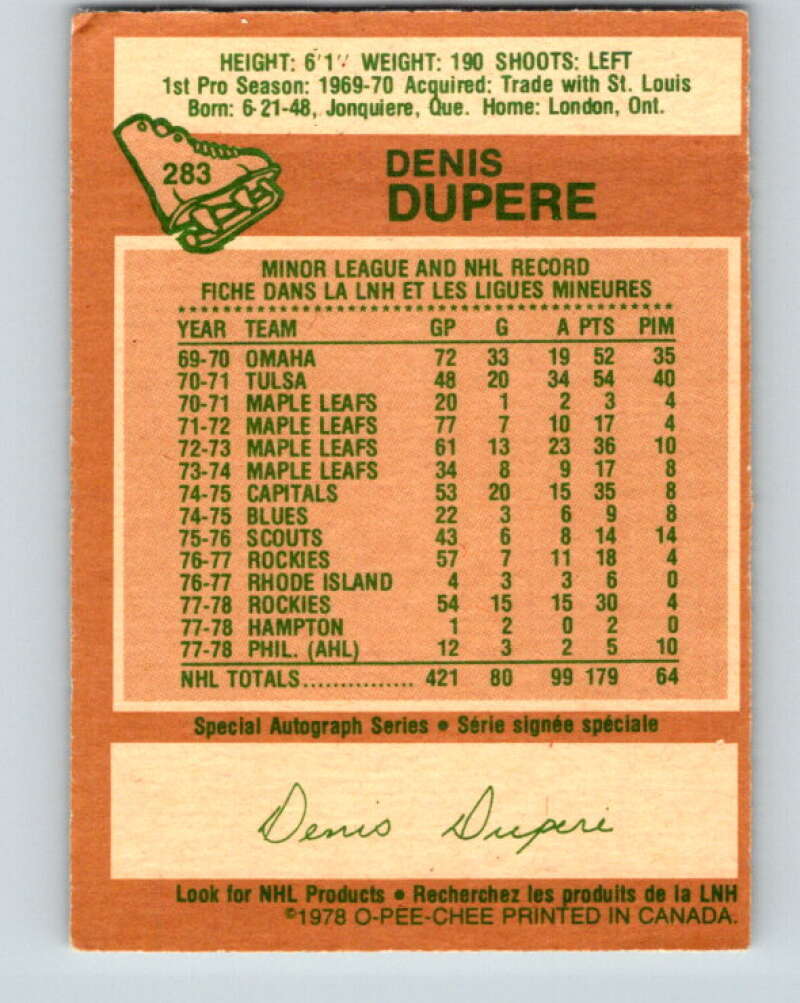 HEIGHT: 6'1" WEIGHT: 190 SHOOTS: LEFT
1st Pro Season: 1969-70 Acquired: Trade with St. Louis
Born: 6-21-48, Jonquiere, Que. Home: London, Ont.
283
DENIS
DUPERE
MINOR LEAGUE AND NHL RECORD
FICHE DANS LA LNH ET LES LIGUES MINEURES
YEAR TEAM GP G A PTS PIM
69-70 OMAHA 72 33 19 52 35
70-71 TULSA 48 20 34 54 40
70-71 MAPLE LEAFS 20 1 2 3 4
71-72 MAPLE LEAFS 77 7 10 17 4
72-73 MAPLE LEAFS 61 13 23 36 10
73-74 MAPLE LEAFS 34 8 9 17 8
74-75 CAPITALS 53 20 15 35 8
74-75 BLUES 22 3 6 9 8
75-76 SCOUTS 43 6 8 14 14
76-77 ROCKIES 57 7 11 18 4
76-77 RHODE ISLAND 4 3 3 6 0
77-78 ROCKIES 54 15 15 30 4
77-78 HAMPTON 1 2 0 2 0
77-78 PHIL. (AHL) 12 3 2 5 10
NHL TOTALS............... 421 80 99 179 64
Special Autograph Series • Série signée spéciale
Denis Dupere
Look for NHL Products • Recherchez les produits de la LNH
©1978 O-PEE-CHEE PRINTED IN CANADA.